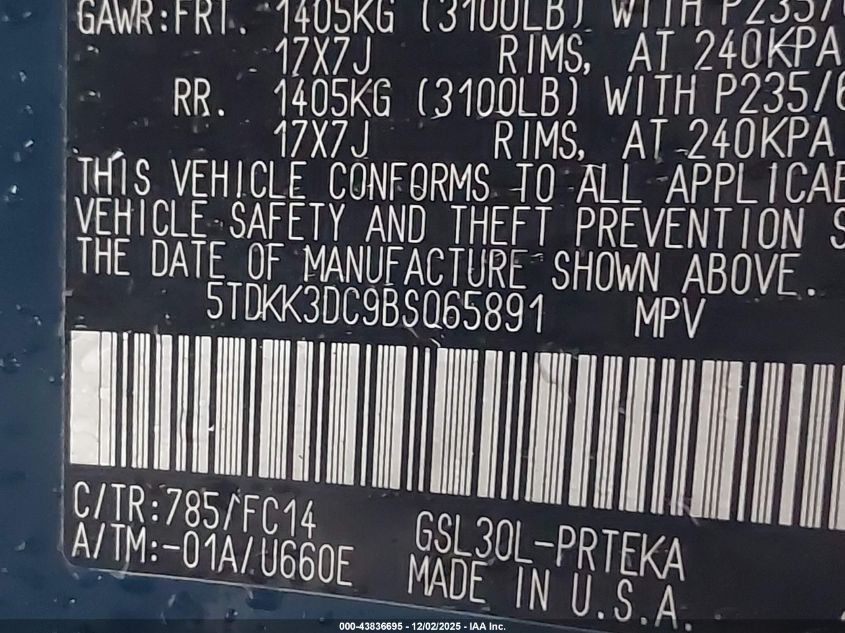 GAWR:FRT. 1405KG (3100LB) WITH P235/
17X7J RIMS, AT 240KPA
RR. 1405KG (3100LB) WITH P235/6
17X7J RIMS, AT 240KPA
THIS VEHICLE CONFORMS TO ALL APPLICAB
VEHICLE SAFETY AND THEFT PREVENTION S
THE DATE OF MANUFACTURE SHOWN ABOVE.
5TDKK3DC9BS065891 MPV
C/TR:785/FC14
A/TM:-01A/U660E
GSL30L-PRTEKA
MADE IN U.S.A.
000-43836695 - 12/02/2025 - IAA Inc.